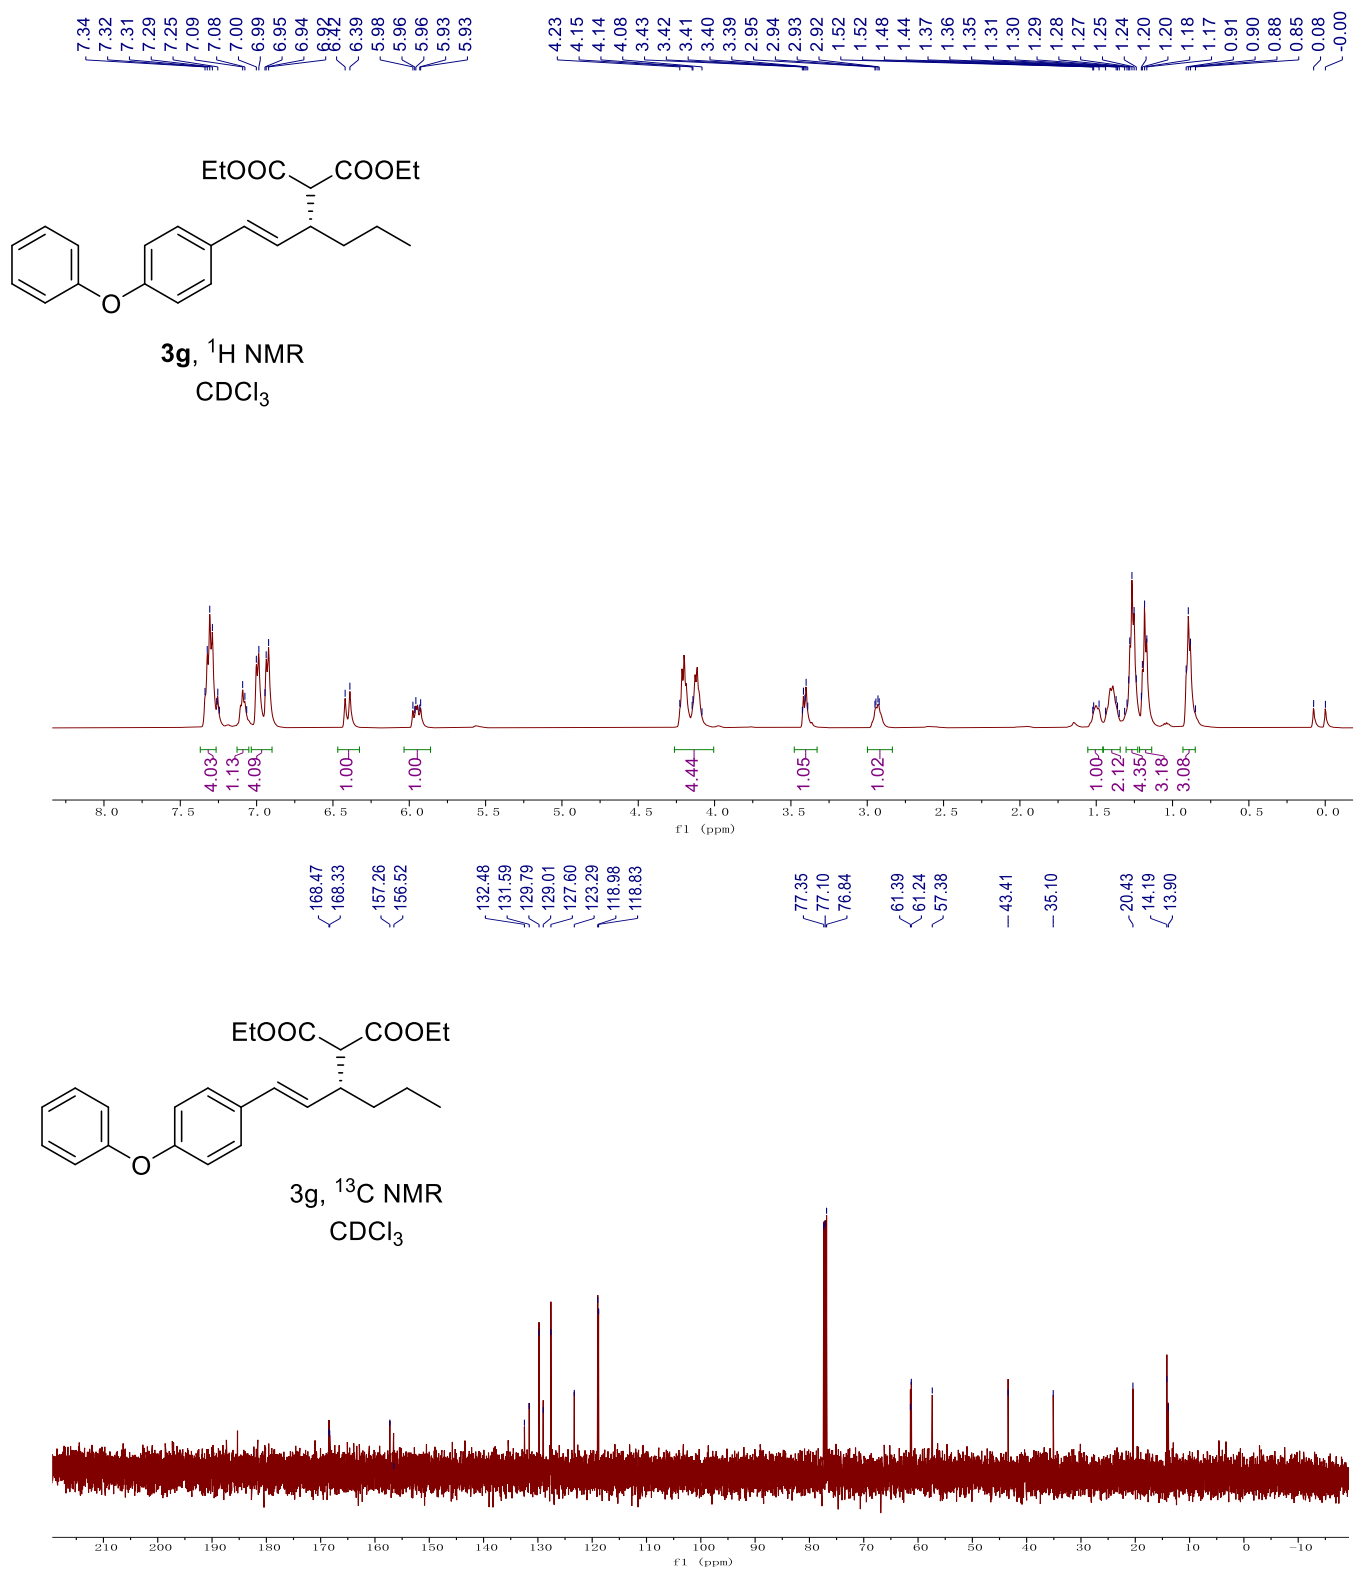 7.34 7.32 7.31 7.29 7.25 7.09 7.08 7.00 6.99 6.95 6.94 6.92 6.42 6.39 5.98 5.96 5.96 5.93 5.93 4.23 4.15 4.14 4.08 3.43 3.42 3.41 3.40 3.39 2.95 2.94 2.93 2.92 1.52 1.52 1.48 1.44 1.37 1.36 1.35 1.31 1.30 1.29 1.28 1.27 1.25 1.24 1.20 1.20 1.18 1.17 0.91 0.90 0.88 0.85 0.08 -0.00
EtOOC COOEt
O
3g, ¹H NMR
CDCl₃
4.03 1.13 4.09 1.00 1.00 4.44 1.05 1.02 1.00 2.12 4.35 3.18 3.08
8.0 7.5 7.0 6.5 6.0 5.5 5.0 4.5 4.0 3.5 3.0 2.5 2.0 1.5 1.0 0.5 0.0
f1 (ppm)
168.47 168.33 157.26 156.52 132.48 131.59 129.79 129.01 127.60 123.29 118.98 118.83 77.35 77.10 76.84 61.39 61.24 57.38 43.41 35.10 20.43 14.19 13.90
EtOOC COOEt
O
3g, ¹³C NMR
CDCl₃
210 200 190 180 170 160 150 140 130 120 110 100 90 80 70 60 50 40 30 20 10 0 -10
f1 (ppm)